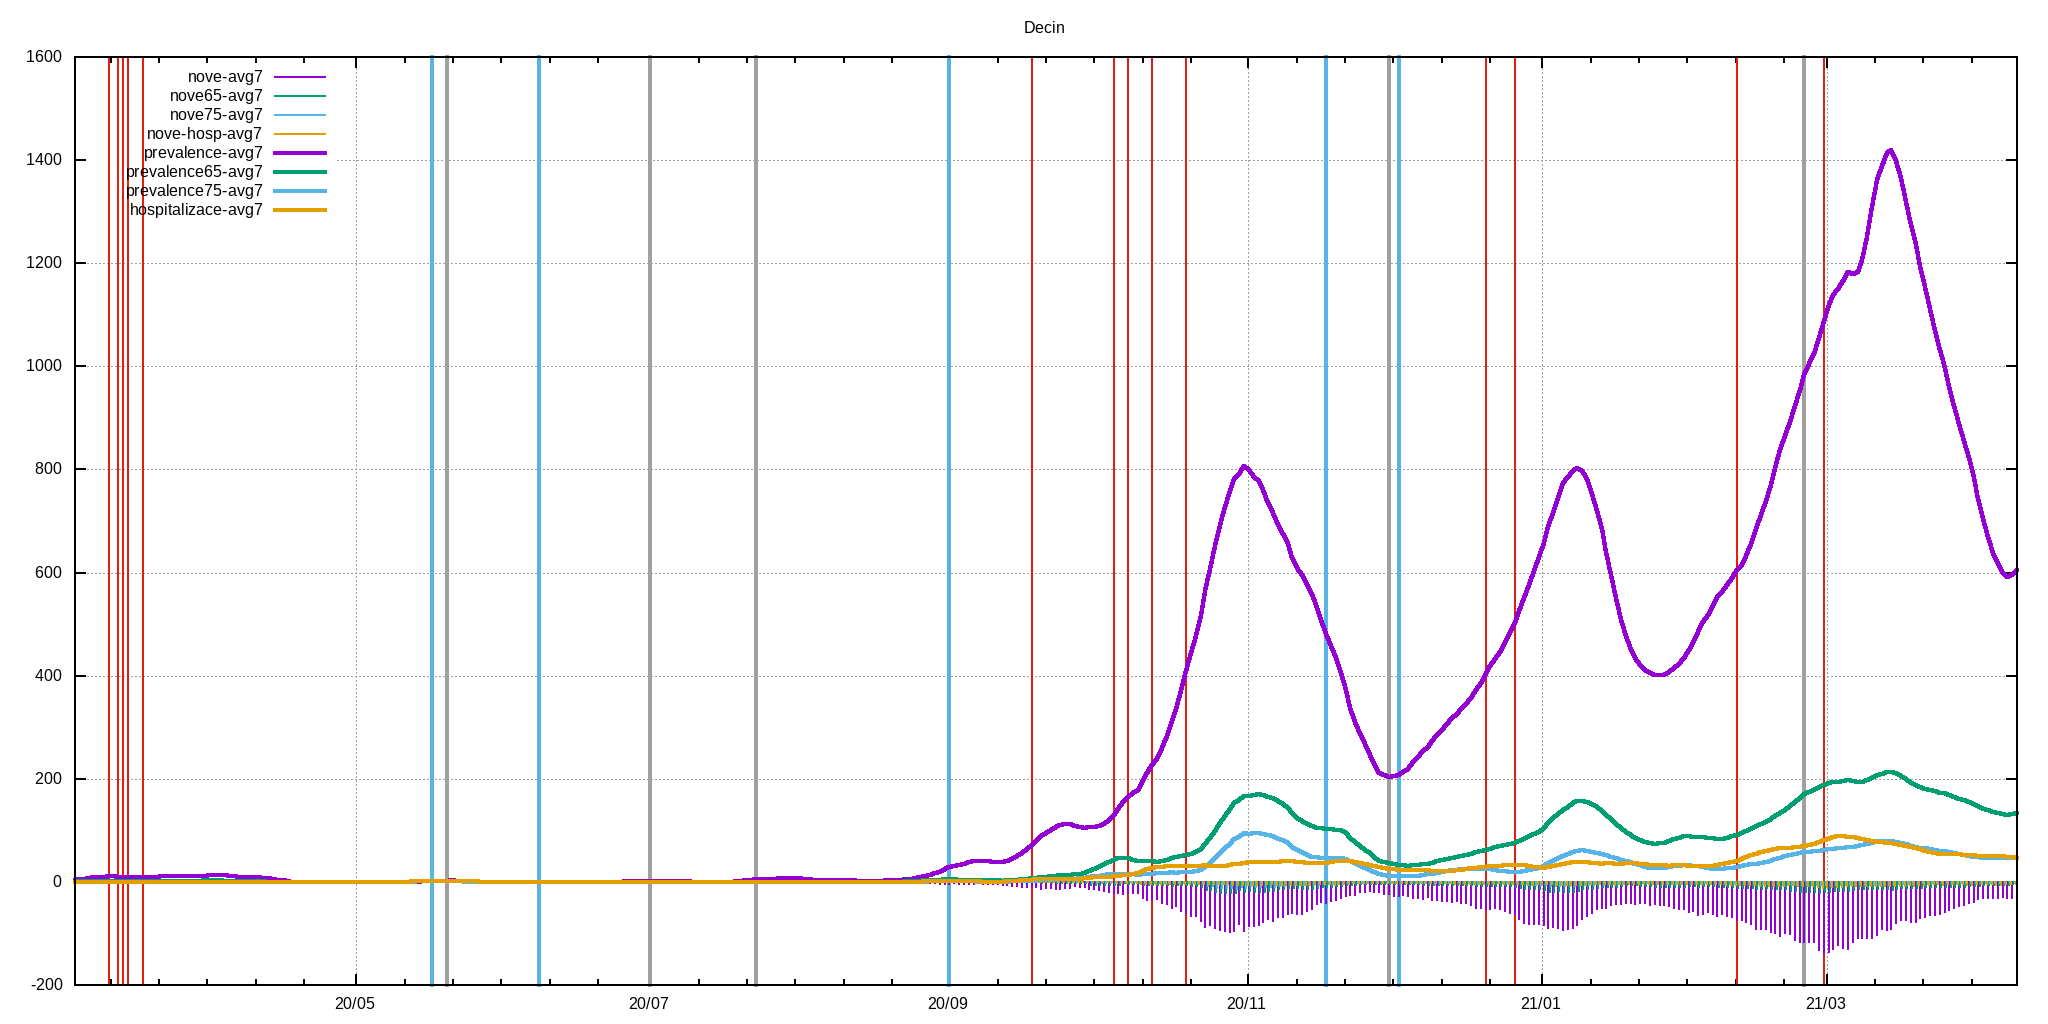 Decin
1600
1400
1200
1000
800
600
400
200
0
-200
nove-avg7
nove65-avg7
nove75-avg7
nove-hosp-avg7
prevalence-avg7
prevalence65-avg7
prevalence75-avg7
hospitalizace-avg7
20/05 20/07 20/09 20/11 21/01 21/03